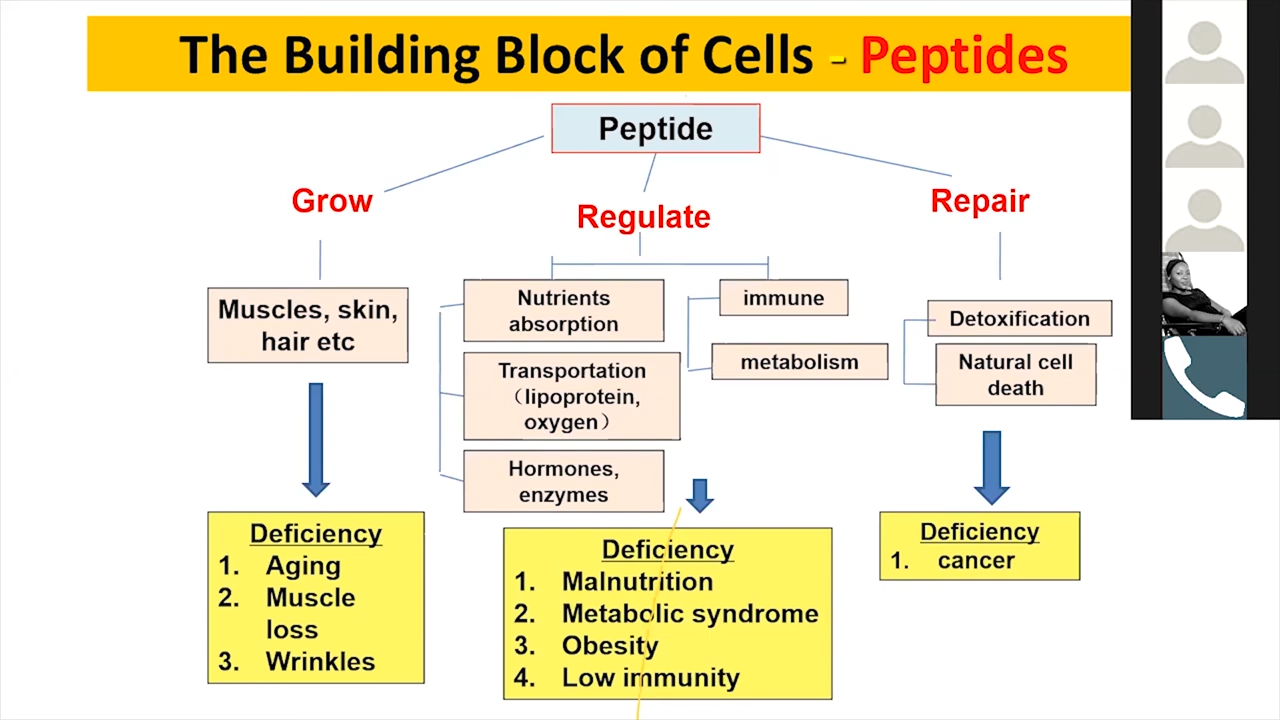 The Building Block of Cells - Peptides
Peptide
Grow
Regulate
Repair
Muscles, skin,
hair etc
Nutrients
absorption
Transportation
（lipoprotein,
oxygen）
Hormones,
enzymes
immune
metabolism
Detoxification
Natural cell
death
Deficiency
1. Aging
2. Muscle
loss
3. Wrinkles
Deficiency
1. Malnutrition
2. Metabolic syndrome
3. Obesity
4. Low immunity
Deficiency
1. cancer